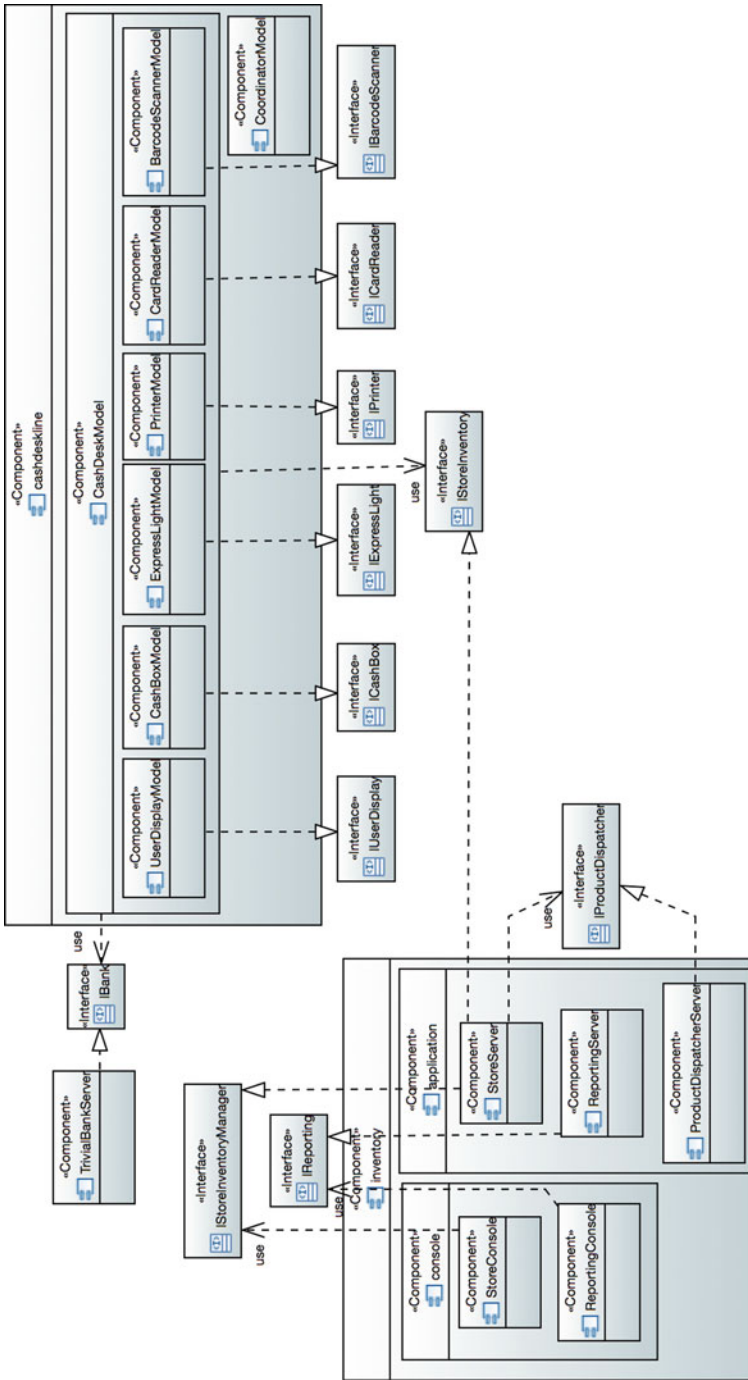 «Component»
cashdeskline
«Component»
CashDeskModel
«Component»
UserDisplayModel
«Component»
CashBoxModel
«Component»
ExpressLightModel
«Component»
PrinterModel
«Component»
CardReaderModel
«Component»
BarcodeScannerModel
«Component»
CoordinatorModel
«Interface»
IUserDisplay
«Interface»
ICashBox
«Interface»
IExpressLight
«Interface»
IPrinter
«Interface»
ICardReader
«Interface»
IBarcodeScanner
use
«Interface»
IStoreInventory
use
«Interface»
IBank
«Component»
TrivialBankServer
«Interface»
IStoreInventoryManager
use
«Interface»
IReporting
use
«Component»
inventory
«Component»
console
«Component»
StoreConsole
«Component»
ReportingConsole
«Component»
application
«Component»
StoreServer
«Component»
ReportingServer
«Component»
ProductDispatcherServer
use
«Interface»
IProductDispatcher